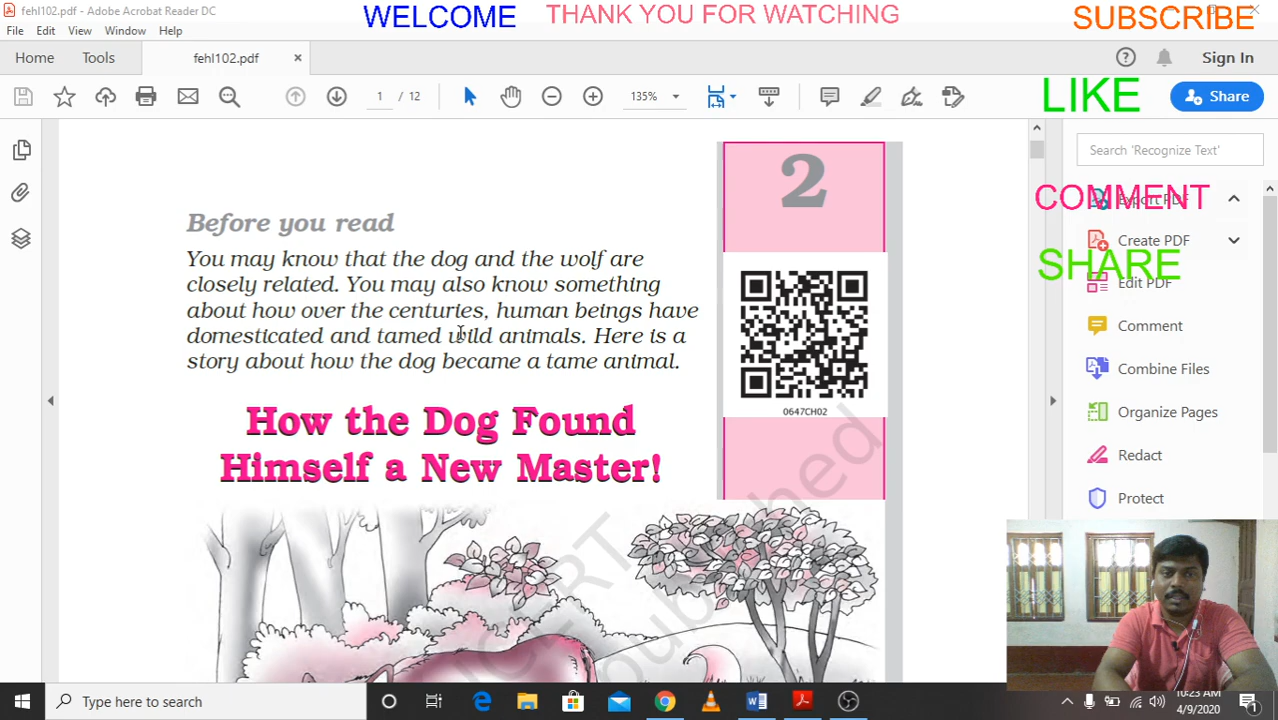 fehl102.pdf - Adobe Acrobat Reader DC
WELCOME
THANK YOU FOR WATCHING
SUBSCRIBE
File Edit View Window Help
Home Tools fehl102.pdf × Sign In
1 / 12 135% LIKE Share
2
Search 'Recognize Text'
COMMENT
Export PDF
Create PDF
SHARE
Edit PDF
Comment
Combine Files
Organize Pages
Redact
Protect
Before you read
You may know that the dog and the wolf are
closely related. You may also know something
about how over the centuries, human beings have
domesticated and tamed wild animals. Here is a
story about how the dog became a tame animal.
0647CH02
How the Dog Found
Himself a New Master!
NCERT
Type here to search
10:23 AM
4/9/2020